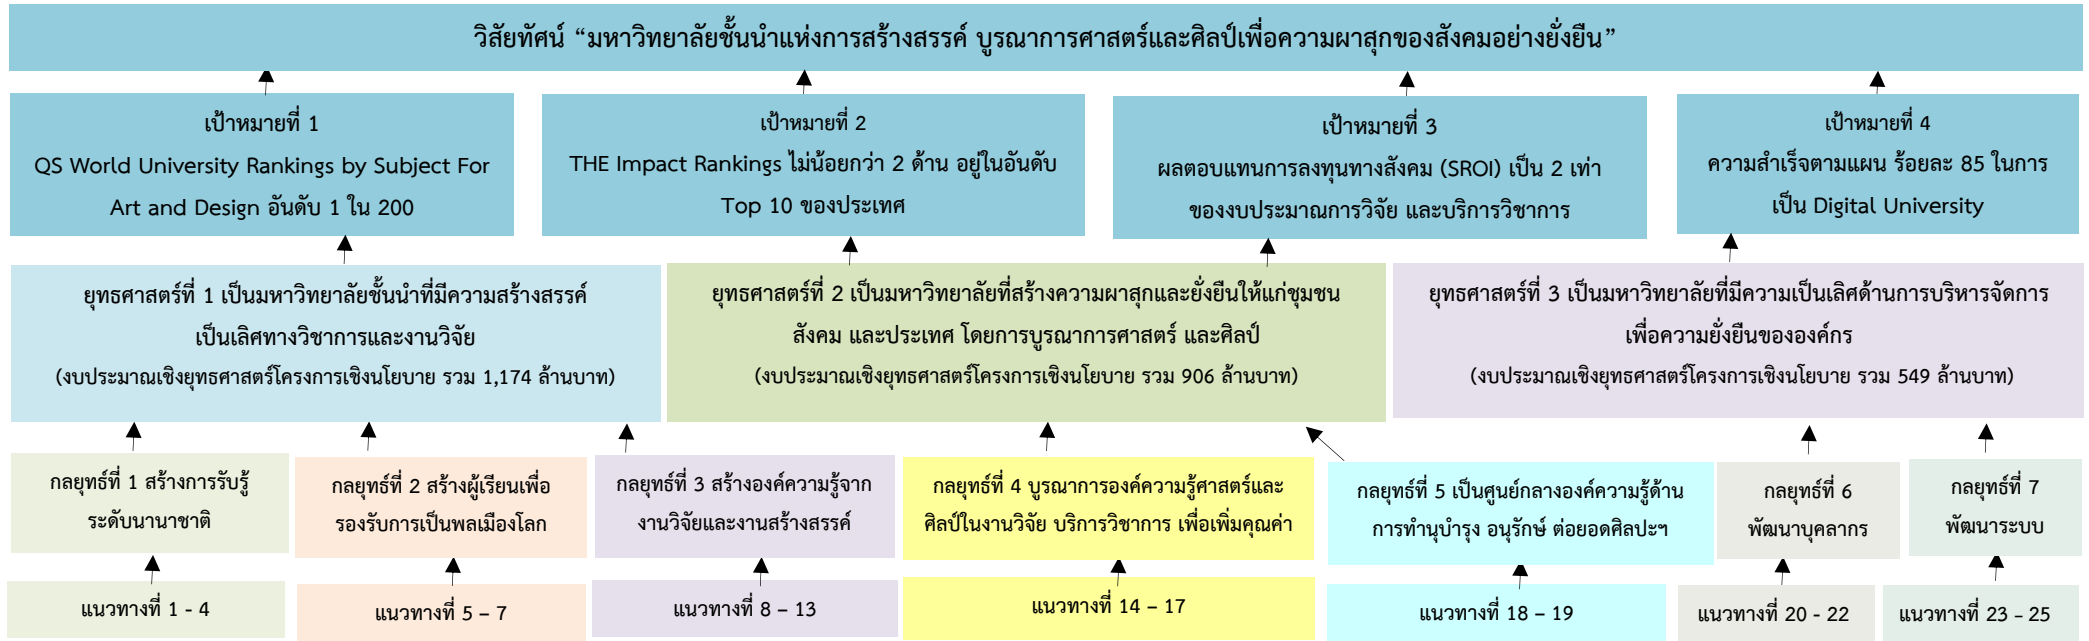 วิสัยทัศน์ “มหาวิทยาลัยชั้นนำแห่งการสร้างสรรค์ บูรณาการศาสตร์และศิลป์เพื่อความผาสุกของสังคมอย่างยั่งยืน”
เป้าหมายที่ 1
QS World University Rankings by Subject For
Art and Design อันดับ 1 ใน 200
เป้าหมายที่ 2
THE Impact Rankings ไม่น้อยกว่า 2 ด้าน อยู่ในอันดับ
Top 10 ของประเทศ
เป้าหมายที่ 3
ผลตอบแทนการลงทุนทางสังคม (SROI) เป็น 2 เท่า
ของงบประมาณการวิจัย และบริการวิชาการ
เป้าหมายที่ 4
ความสำเร็จตามแผน ร้อยละ 85 ในการ
เป็น Digital University
ยุทธศาสตร์ที่ 1 เป็นมหาวิทยาลัยชั้นนำที่มีความสร้างสรรค์
เป็นเลิศทางวิชาการและงานวิจัย
(งบประมาณเชิงยุทธศาสตร์โครงการเชิงนโยบาย รวม 1,174 ล้านบาท)
ยุทธศาสตร์ที่ 2 เป็นมหาวิทยาลัยที่สร้างความผาสุกและยั่งยืนให้แก่ชุมชน
สังคม และประเทศ โดยการบูรณาการศาสตร์ และศิลป์
(งบประมาณเชิงยุทธศาสตร์โครงการเชิงนโยบาย รวม 906 ล้านบาท)
ยุทธศาสตร์ที่ 3 เป็นมหาวิทยาลัยที่มีความเป็นเลิศด้านการบริหารจัดการ
เพื่อความยั่งยืนขององค์กร
(งบประมาณเชิงยุทธศาสตร์โครงการเชิงนโยบาย รวม 549 ล้านบาท)
กลยุทธ์ที่ 1 สร้างการรับรู้
ระดับนานาชาติ
กลยุทธ์ที่ 2 สร้างผู้เรียนเพื่อ
รองรับการเป็นพลเมืองโลก
กลยุทธ์ที่ 3 สร้างองค์ความรู้จาก
งานวิจัยและงานสร้างสรรค์
กลยุทธ์ที่ 4 บูรณาการองค์ความรู้ศาสตร์และ
ศิลป์ในงานวิจัย บริการวิชาการ เพื่อเพิ่มคุณค่า
กลยุทธ์ที่ 5 เป็นศูนย์กลางองค์ความรู้ด้าน
การทำนุบำรุง อนุรักษ์ ต่อยอดศิลปะฯ
กลยุทธ์ที่ 6
พัฒนาบุคลากร
กลยุทธ์ที่ 7
พัฒนาระบบ
แนวทางที่ 1 - 4
แนวทางที่ 5 – 7
แนวทางที่ 8 – 13
แนวทางที่ 14 – 17
แนวทางที่ 18 – 19
แนวทางที่ 20 - 22
แนวทางที่ 23 – 25